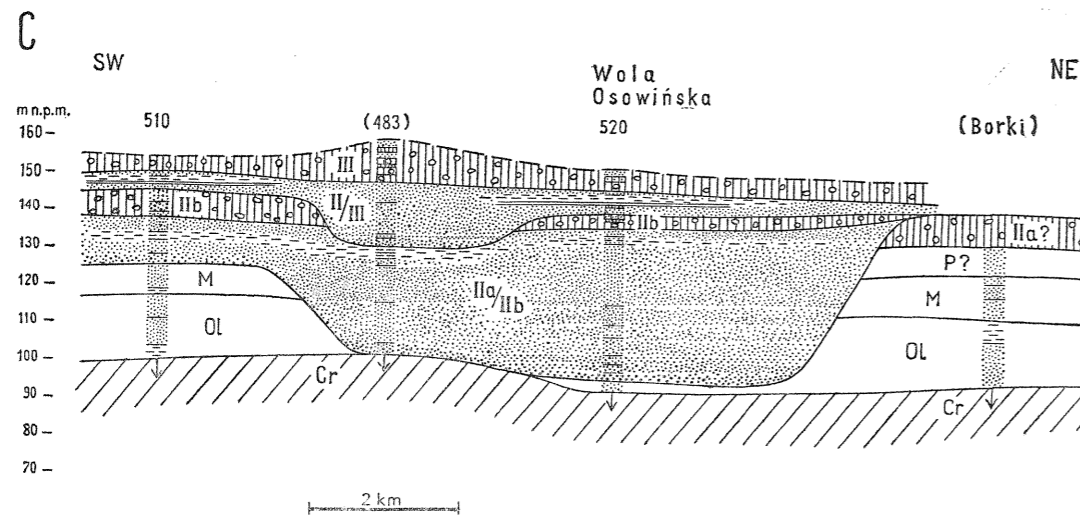 C
SW
Wola
Osowińska
NE
m n.p.m.
510
(483)
520
(Borki)
160
150
140
130
120
110
100
90
80
70
III
II/III
IIb
IIb
IIa?
P?
M
M
IIa/IIb
Ol
Ol
Cr
Cr
2 km